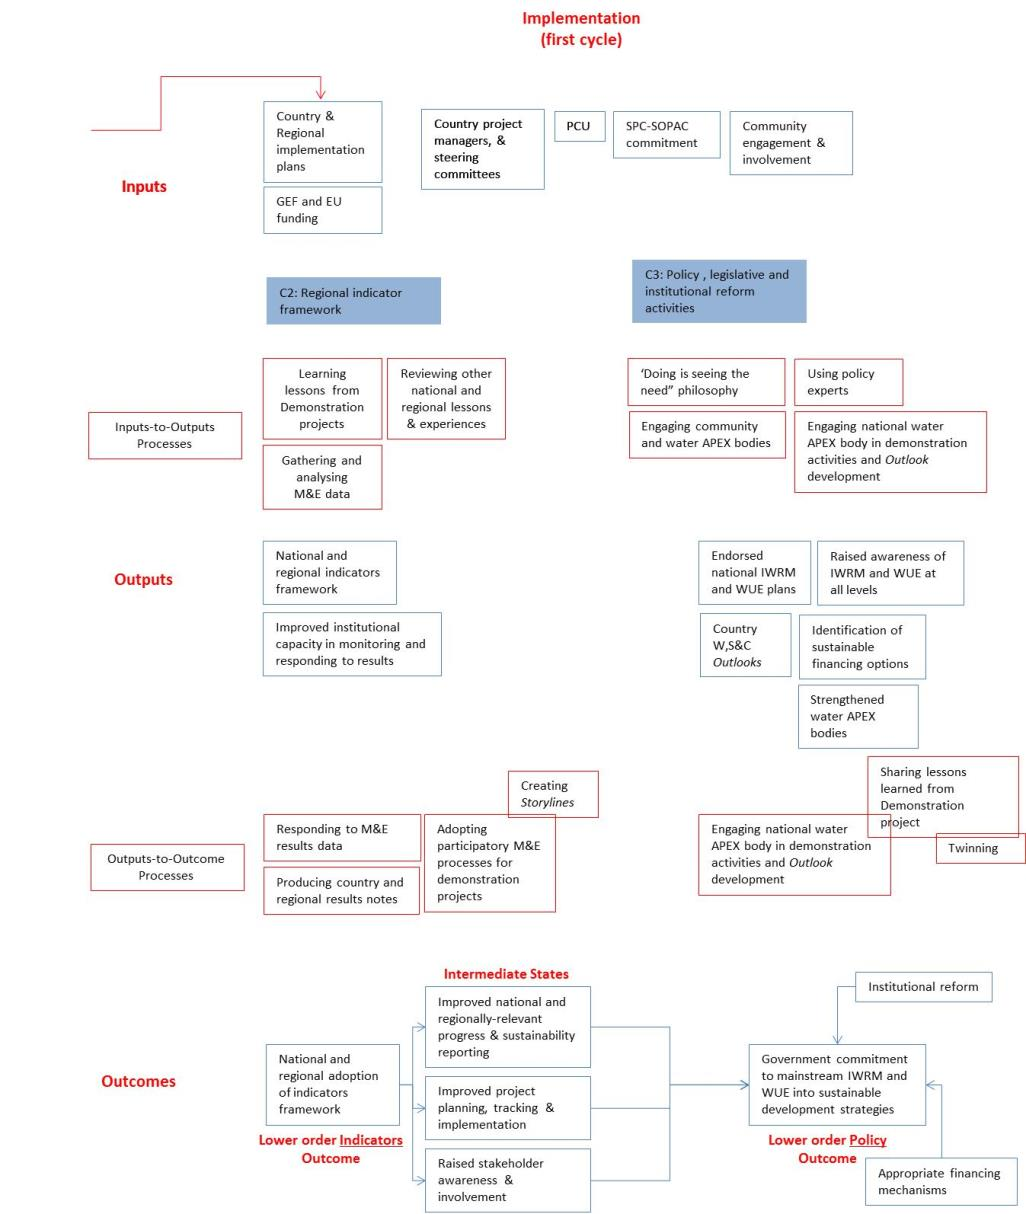 Implementation
(first cycle)
Country &
Regional
implementation
plans
Country project
managers, &
steering
committees
PCU
SPC-SOPAC
commitment
Community
engagement &
involvement
Inputs
GEF and EU
funding
C2: Regional indicator
framework
C3: Policy , legislative and
institutional reform
activities
Inputs-to-Outputs
Processes
Learning
lessons from
Demonstration
projects
Reviewing other
national and
regional lessons
& experiences
Gathering and
analysing
M&E data
‘Doing is seeing the
need” philosophy
Using policy
experts
Engaging community
and water APEX bodies
Engaging national water
APEX body in demonstration
activities and Outlook
development
Outputs
National and
regional indicators
framework
Improved institutional
capacity in monitoring and
responding to results
Endorsed
national IWRM
and WUE plans
Raised awareness of
IWRM and WUE at
all levels
Country
W,S&C
Outlooks
Identification of
sustainable
financing options
Strengthened
water APEX
bodies
Outputs-to-Outcome
Processes
Responding to M&E
results data
Producing country and
regional results notes
Creating
Storylines
Adopting
participatory M&E
processes for
demonstration
projects
Engaging national water
APEX body in demonstration
activities and Outlook
development
Sharing lessons
learned from
Demonstration
project
Twinning
Outcomes
National and
regional adoption
of indicators
framework
Lower order Indicators
Outcome
Intermediate States
Improved national and
regionally-relevant
progress & sustainability
reporting
Improved project
planning, tracking &
implementation
Raised stakeholder
awareness &
involvement
Institutional reform
Government commitment
to mainstream IWRM and
WUE into sustainable
development strategies
Lower order Policy
Outcome
Appropriate financing
mechanisms